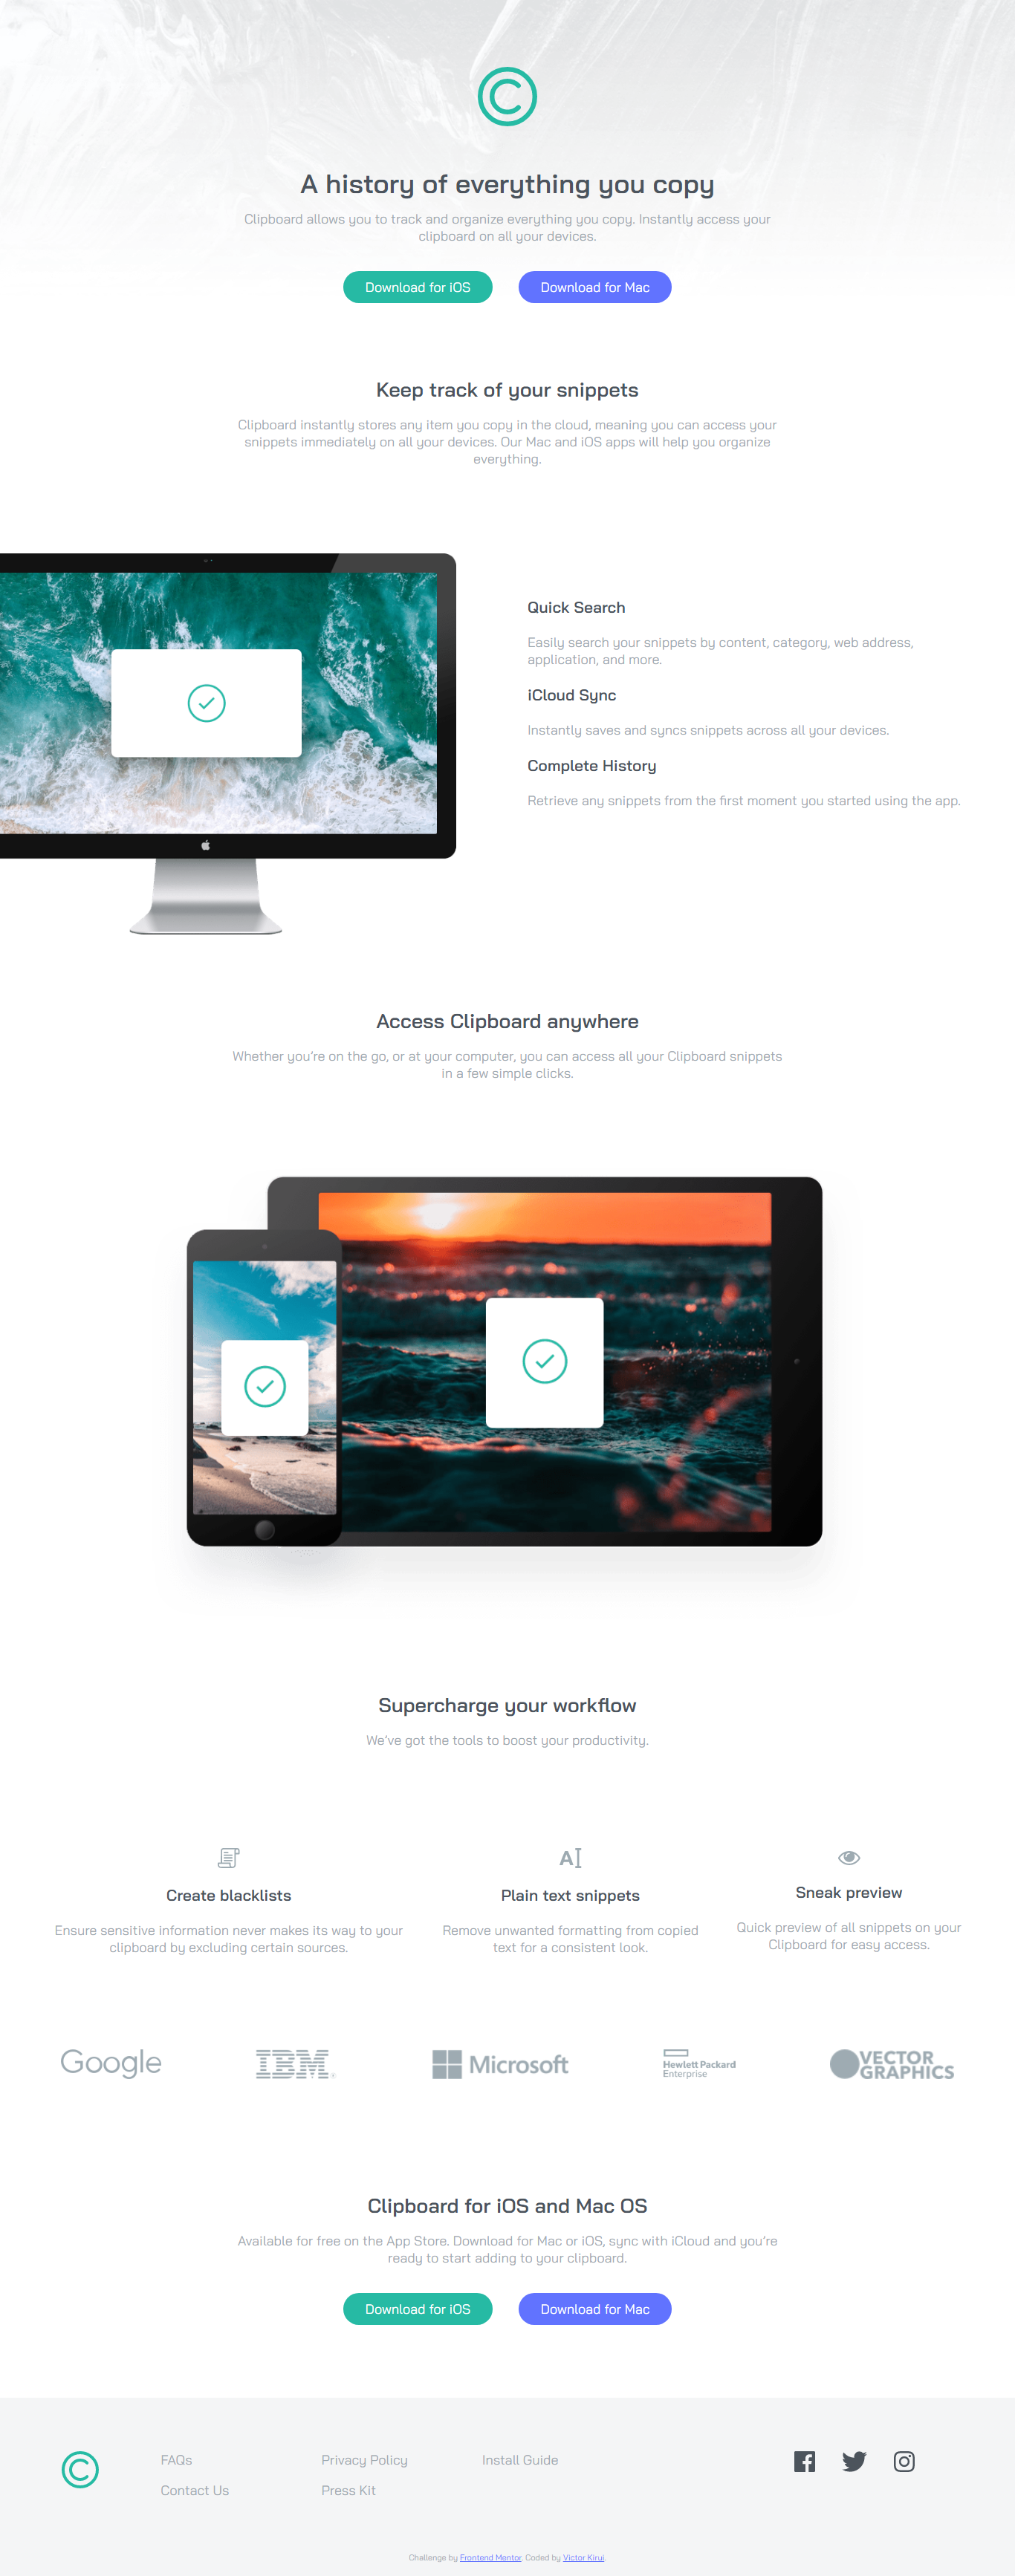 A history of everything you copy
Clipboard allows you to track and organize everything you copy. Instantly access your
clipboard on all your devices.
Download for iOS
Download for Mac
Keep track of your snippets
Clipboard instantly stores any item you copy in the cloud, meaning you can access your
snippets immediately on all your devices. Our Mac and iOS apps will help you organize
everything.
Quick Search
Easily search your snippets by content, category, web address,
application, and more.
iCloud Sync
Instantly saves and syncs snippets across all your devices.
Complete History
Retrieve any snippets from the first moment you started using the app.
Access Clipboard anywhere
Whether you’re on the go, or at your computer, you can access all your Clipboard snippets
in a few simple clicks.
Supercharge your workflow
We’ve got the tools to boost your productivity.
Create blacklists
Ensure sensitive information never makes its way to your
clipboard by excluding certain sources.
Plain text snippets
Remove unwanted formatting from copied
text for a consistent look.
Sneak preview
Quick preview of all snippets on your
Clipboard for easy access.
Google
IBM
Microsoft
Hewlett Packard
Enterprise
VECTOR
GRAPHICS
Clipboard for iOS and Mac OS
Available for free on the App Store. Download for Mac or iOS, sync with iCloud and you’re
ready to start adding to your clipboard.
Download for iOS
Download for Mac
FAQs
Contact Us
Privacy Policy
Press Kit
Install Guide
Challenge by Frontend Mentor. Coded by Victor Kirui.